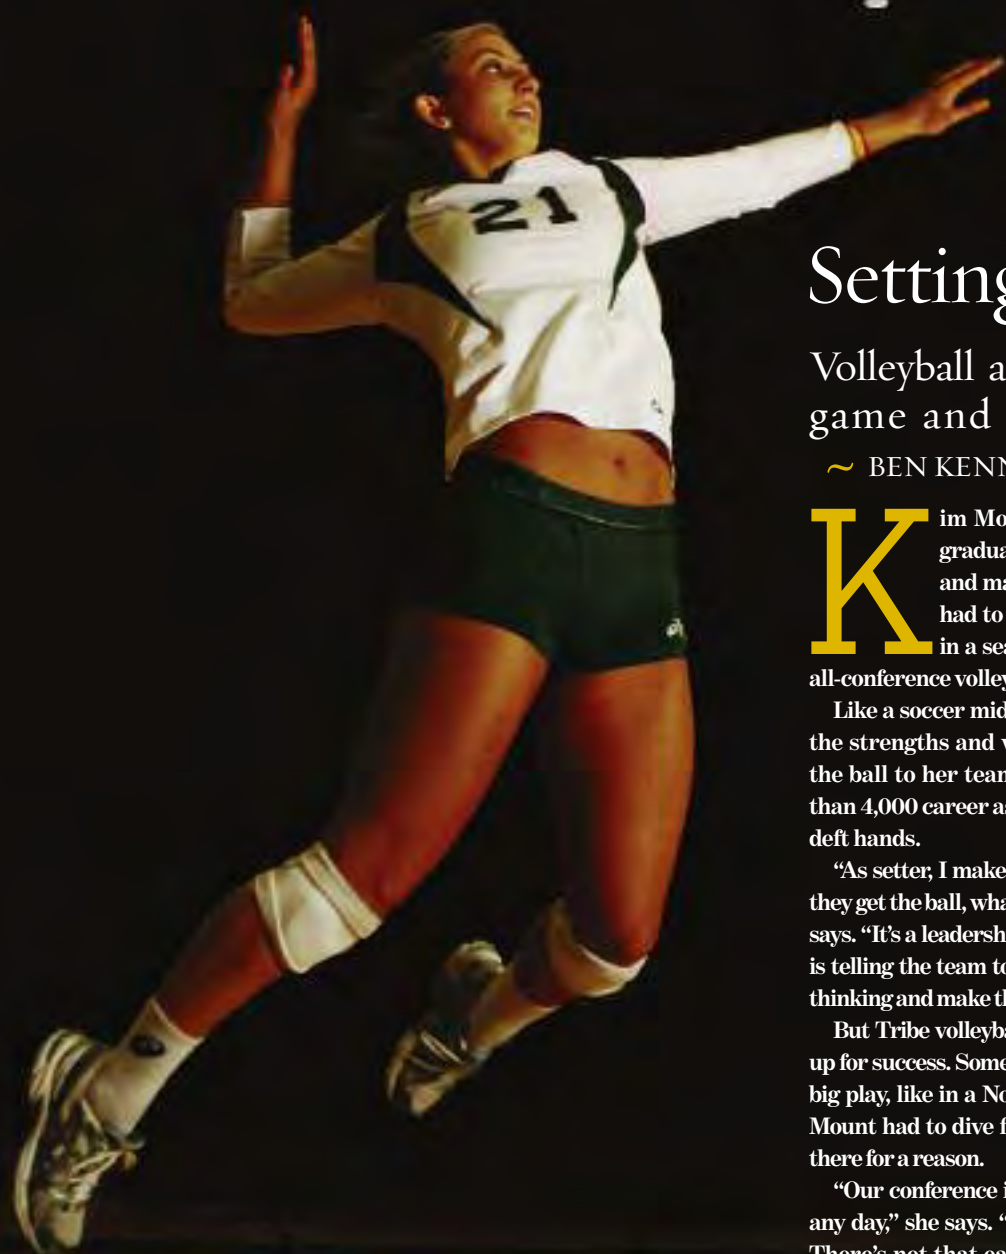 21
Setting
Volleyball a
game and
~ BEN KENN
Kim Mo
gradua
and ma
had to
in a sea
all-conference volley
Like a soccer mid
the strengths and
the ball to her team
than 4,000 career as
deft hands.
“As setter, I make
they get the ball, wha
says. “It’s a leadersh
is telling the team to
thinking and make th
But Tribe volleyba
up for success. Some
big play, like in a No
Mount had to dive f
there for a reason.
“Our conference i
any day,” she says. “
There’s not that